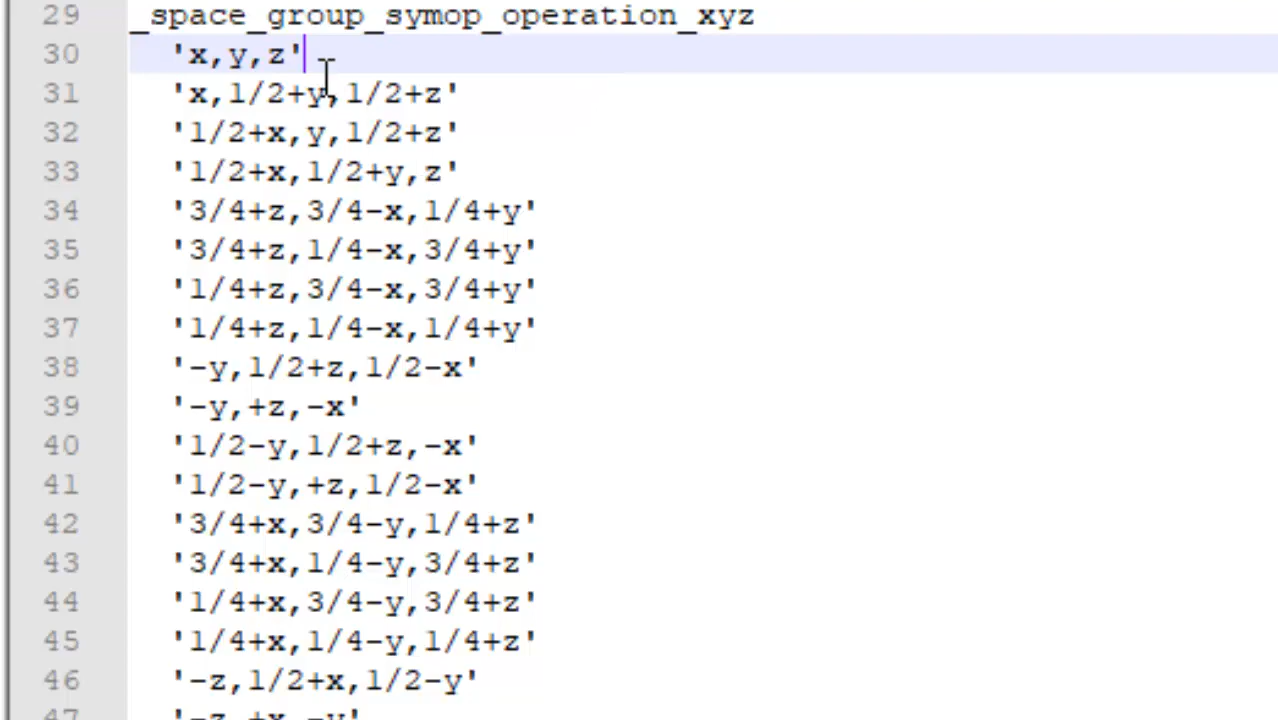 29 _space_group_symop_operation_xyz
30 'x,y,z'
31 'x,1/2+y,1/2+z'
32 '1/2+x,y,1/2+z'
33 '1/2+x,1/2+y,z'
34 '3/4+z,3/4-x,1/4+y'
35 '3/4+z,1/4-x,3/4+y'
36 '1/4+z,3/4-x,3/4+y'
37 '1/4+z,1/4-x,1/4+y'
38 '-y,1/2+z,1/2-x'
39 '-y,+z,-x'
40 '1/2-y,1/2+z,-x'
41 '1/2-y,+z,1/2-x'
42 '3/4+x,3/4-y,1/4+z'
43 '3/4+x,1/4-y,3/4+z'
44 '1/4+x,3/4-y,3/4+z'
45 '1/4+x,1/4-y,1/4+z'
46 '-z,1/2+x,1/2-y'
47 '-z,+x,-y'